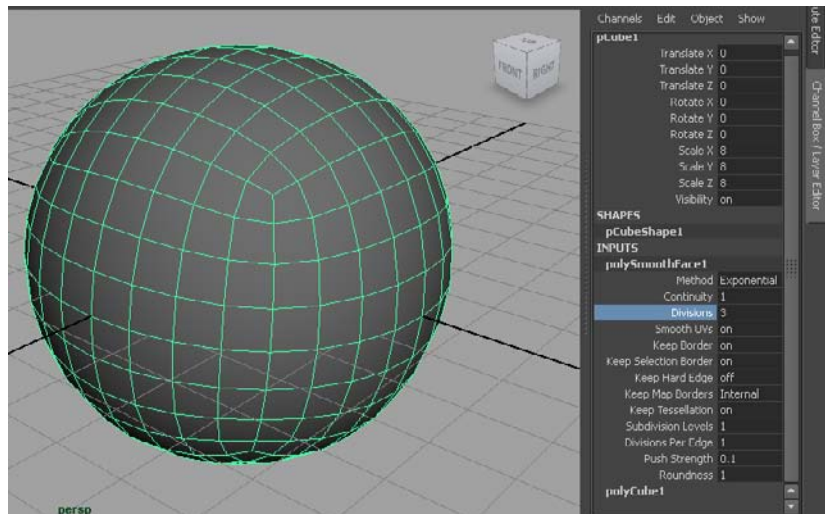 Channels Edit Object Show
pCube1
Translate X 0
Translate Y 0
Translate Z 0
Rotate X 0
Rotate Y 0
Rotate Z 0
Scale X 8
Scale Y 8
Scale Z 8
Visibility on
SHAPES
pCubeShape1
INPUTS
polySmoothFace1
Method Exponential
Continuity 1
Divisions 3
Smooth UVs on
Keep Border on
Keep Selection Border on
Keep Hard Edge off
Keep Map Borders Internal
Keep Tessellation on
Subdivision Levels 1
Divisions Per Edge 1
Push Strength 0.1
Roundness 1
polyCube1
ute Editor
Channel Box / Layer Editor
FRONT
RIGHT
persp